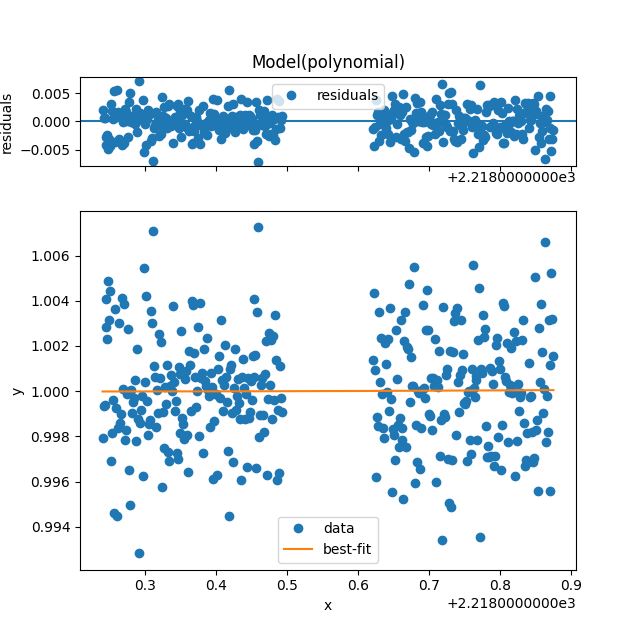 Model(polynomial)
residuals
0.005
0.000
−0.005
residuals
+2.2180000000e3
y
1.006
1.004
1.002
1.000
0.998
0.996
0.994
data
best-fit
0.3 0.4 0.5 0.6 0.7 0.8 0.9
x
+2.2180000000e3